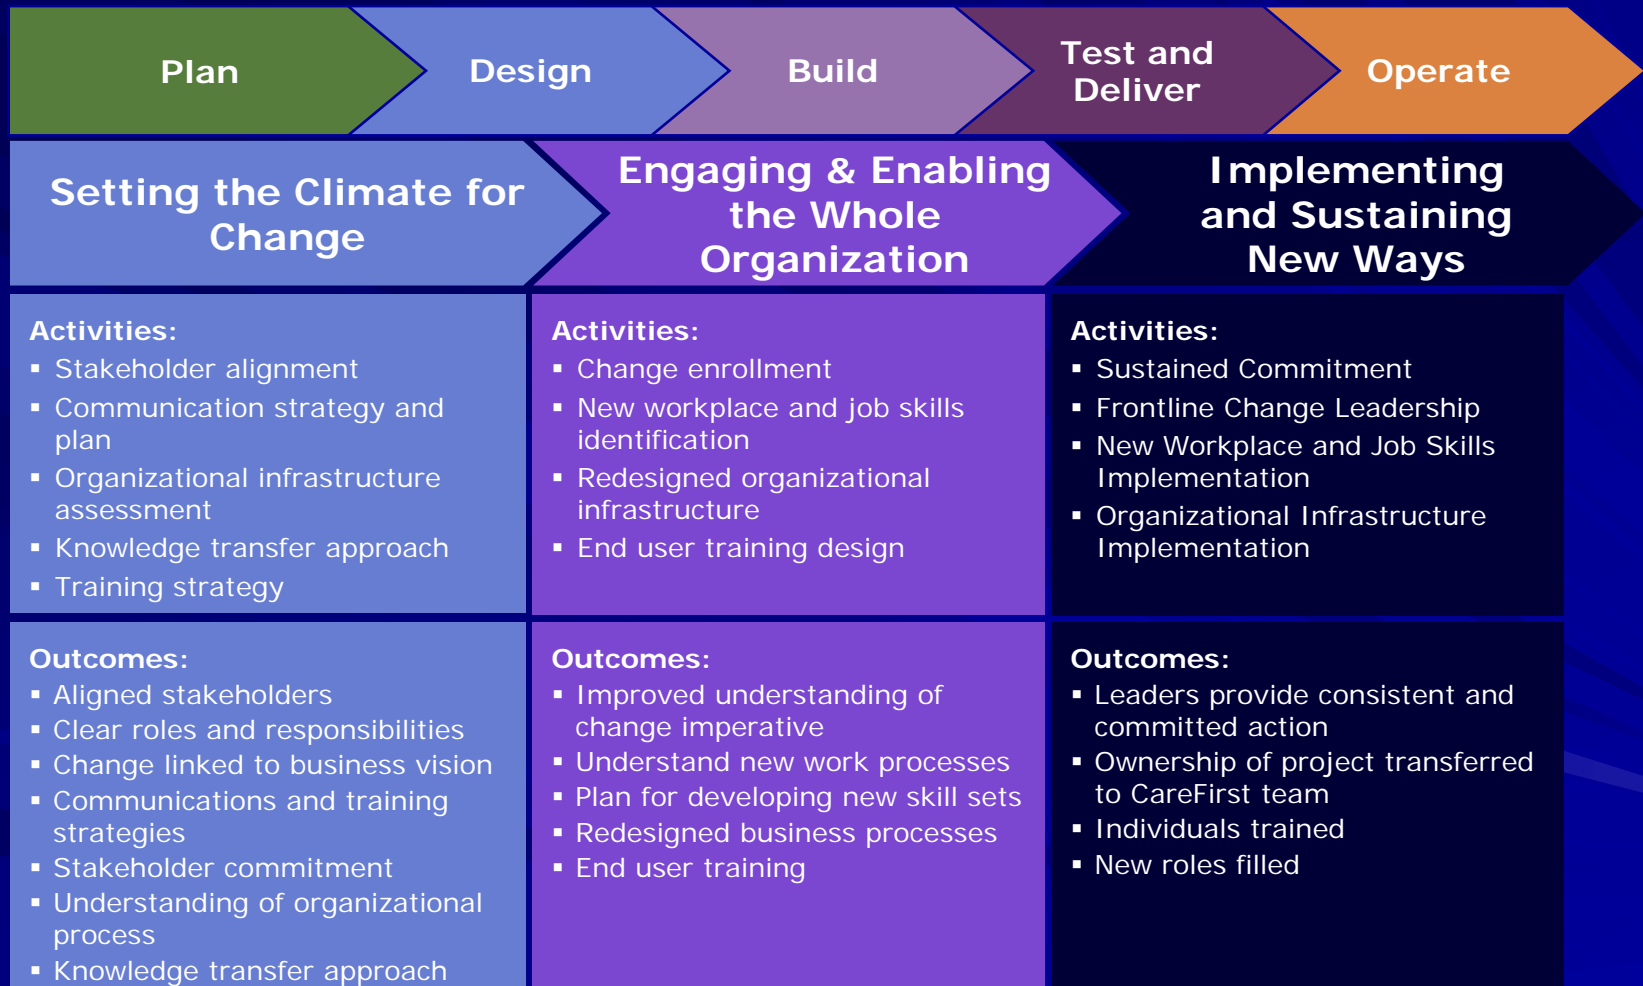 Plan
Design
Build
Test and
Deliver
Operate
Setting the Climate for
Change
Engaging & Enabling
the Whole
Organization
Implementing
and Sustaining
New Ways
Activities:
▪ Stakeholder alignment
▪ Communication strategy and
plan
▪ Organizational infrastructure
assessment
▪ Knowledge transfer approach
▪ Training strategy
Activities:
▪ Change enrollment
▪ New workplace and job skills
identification
▪ Redesigned organizational
infrastructure
▪ End user training design
Activities:
▪ Sustained Commitment
▪ Frontline Change Leadership
▪ New Workplace and Job Skills
Implementation
▪ Organizational Infrastructure
Implementation
Outcomes:
▪ Aligned stakeholders
▪ Clear roles and responsibilities
▪ Change linked to business vision
▪ Communications and training
strategies
▪ Stakeholder commitment
▪ Understanding of organizational
process
▪ Knowledge transfer approach
Outcomes:
▪ Improved understanding of
change imperative
▪ Understand new work processes
▪ Plan for developing new skill sets
▪ Redesigned business processes
▪ End user training
Outcomes:
▪ Leaders provide consistent and
committed action
▪ Ownership of project transferred
to CareFirst team
▪ Individuals trained
▪ New roles filled